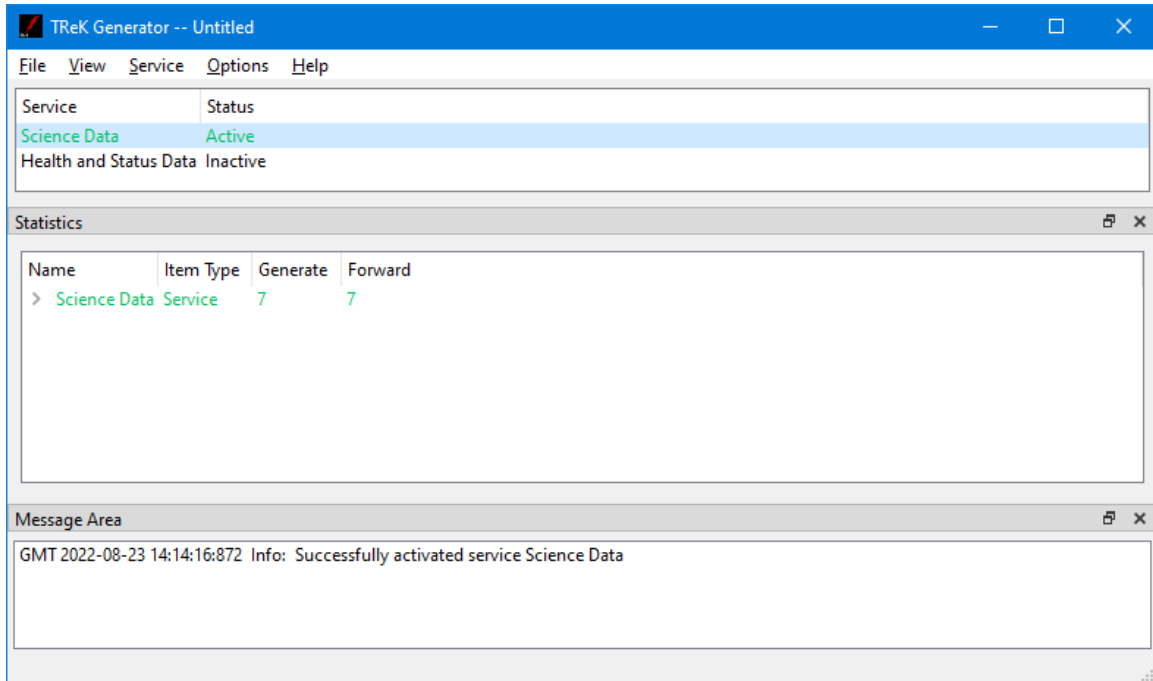 TReK Generator -- Untitled
File View Service Options Help
Service Status
Science Data Active
Health and Status Data Inactive
Statistics
Name Item Type Generate Forward
Science Data Service 7 7
Message Area
GMT 2022-08-23 14:14:16:872 Info: Successfully activated service Science Data